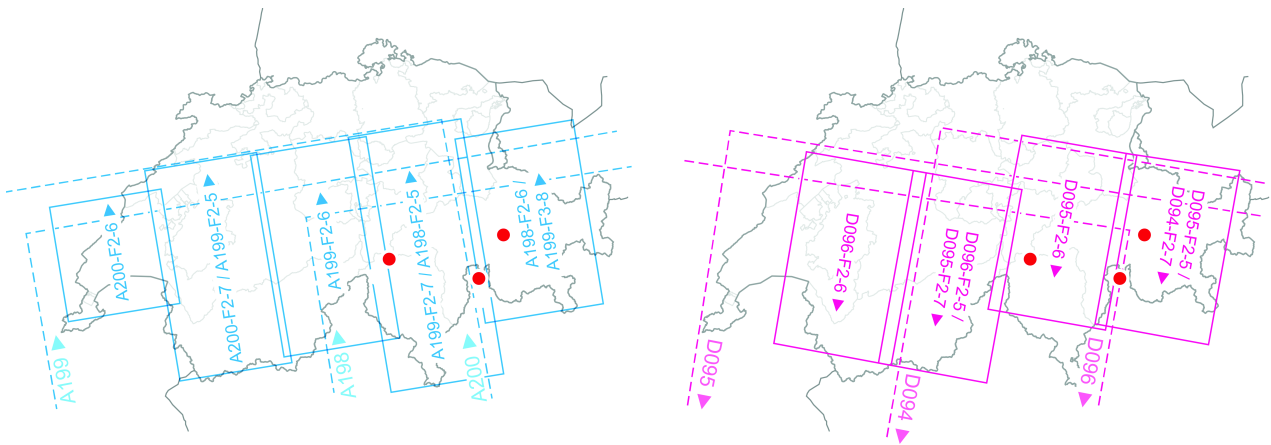 A200-F2-6
A200-F2-7 / A199-F2-5
A199-F2-6
A199-F2-7 / A198-F2-5
A198-F2-6 /
A199-F3-8
A199
A198
A200
D096-F2-6
D096-F2-5 /
D095-F2-7
D095-F2-6
D095-F2-5 /
D094-F2-7
D095
D094
D096